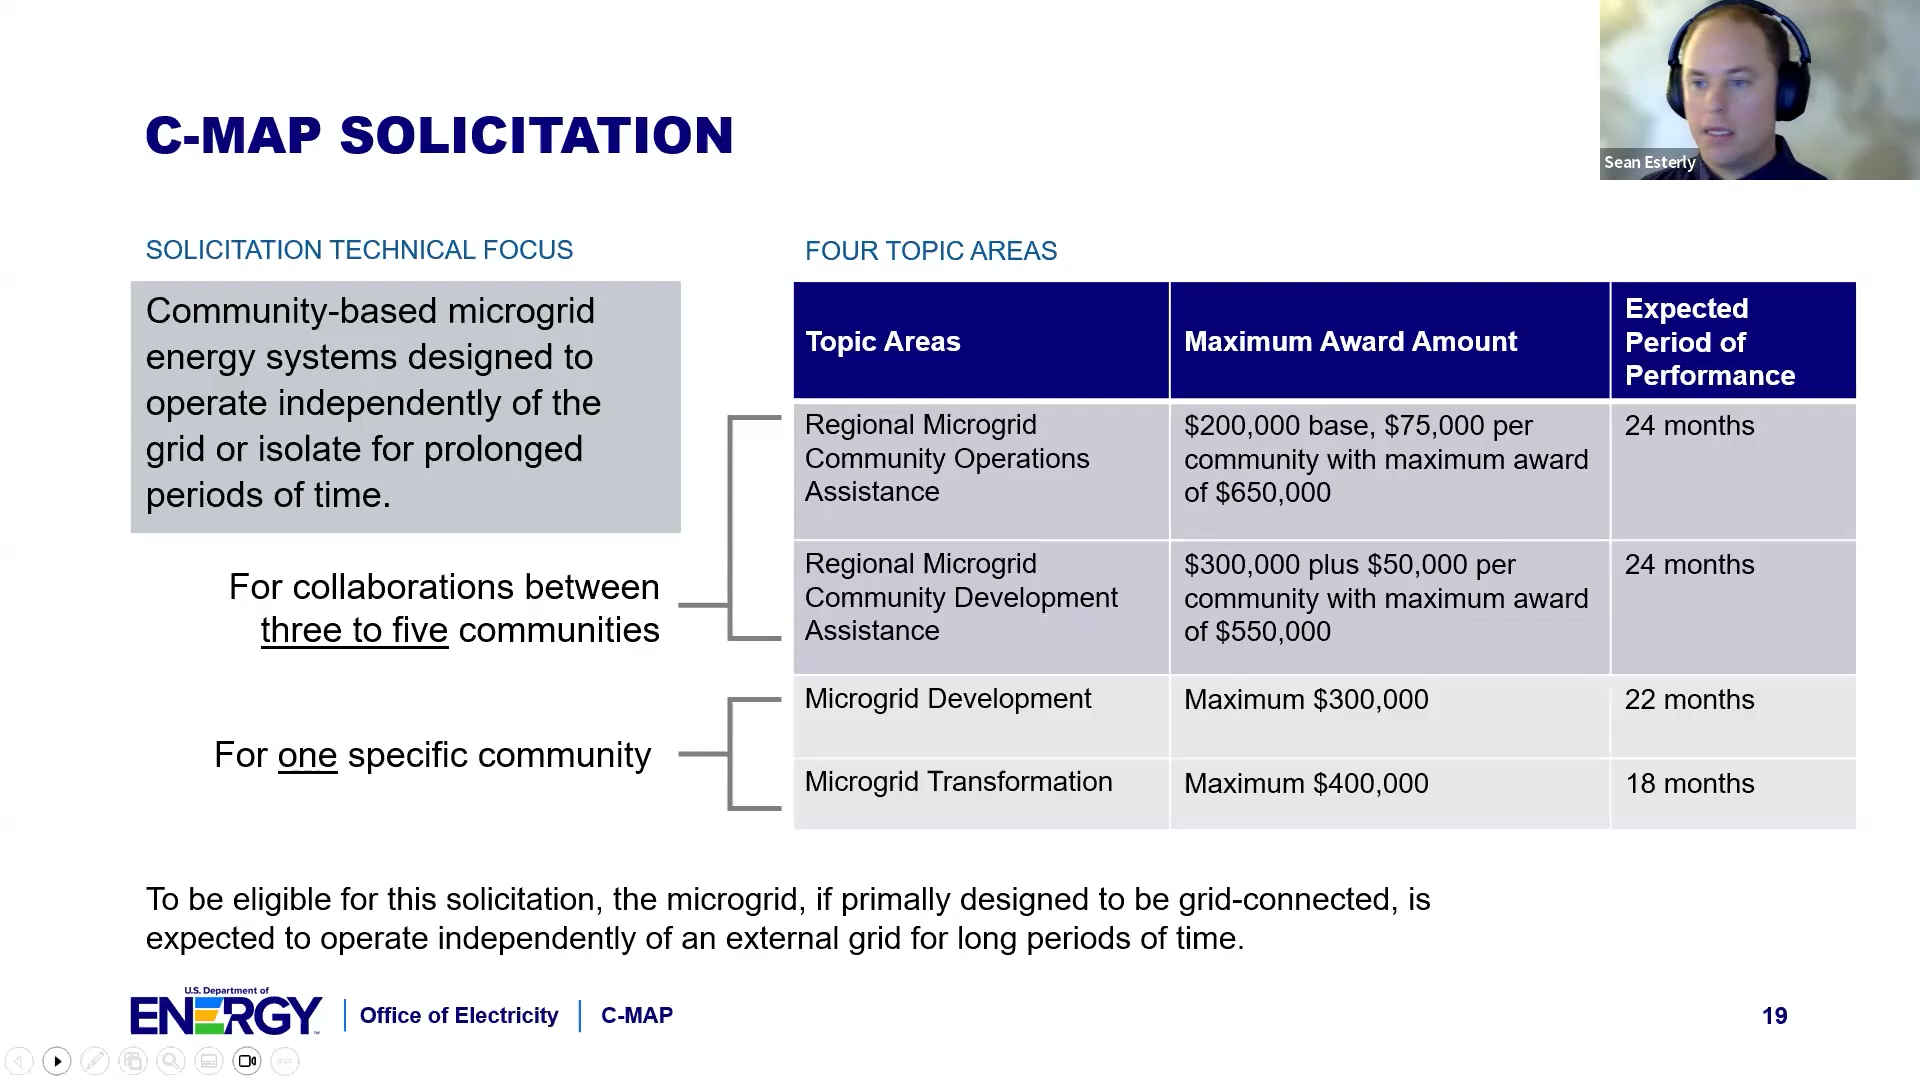 C-MAP SOLICITATION
Sean Esterly
SOLICITATION TECHNICAL FOCUS
Community-based microgrid
energy systems designed to
operate independently of the
grid or isolate for prolonged
periods of time.
For collaborations between
three to five communities
For one specific community
FOUR TOPIC AREAS
Topic Areas
Maximum Award Amount
Expected
Period of
Performance
Regional Microgrid
Community Operations
Assistance
$200,000 base, $75,000 per
community with maximum award
of $650,000
24 months
Regional Microgrid
Community Development
Assistance
$300,000 plus $50,000 per
community with maximum award
of $550,000
24 months
Microgrid Development
Maximum $300,000
22 months
Microgrid Transformation
Maximum $400,000
18 months
To be eligible for this solicitation, the microgrid, if primally designed to be grid-connected, is
expected to operate independently of an external grid for long periods of time.
U.S. Department of
ENERGY
Office of Electricity
C-MAP
19